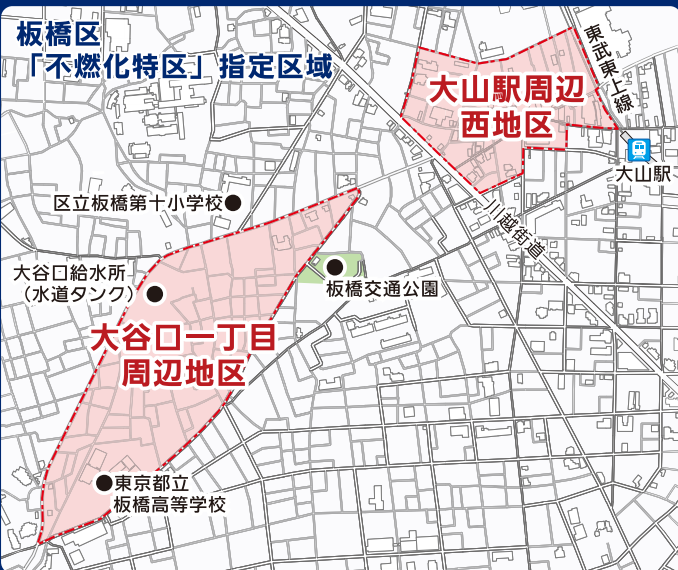 板橋区
「不燃化特区」指定区域
東武東上線
大山駅周辺
西地区
大山駅
区立板橋第十小学校
川越街道
大谷口給水所
（水道タンク）
板橋交通公園
大谷口一丁目
周辺地区
東京都立
板橋高等学校